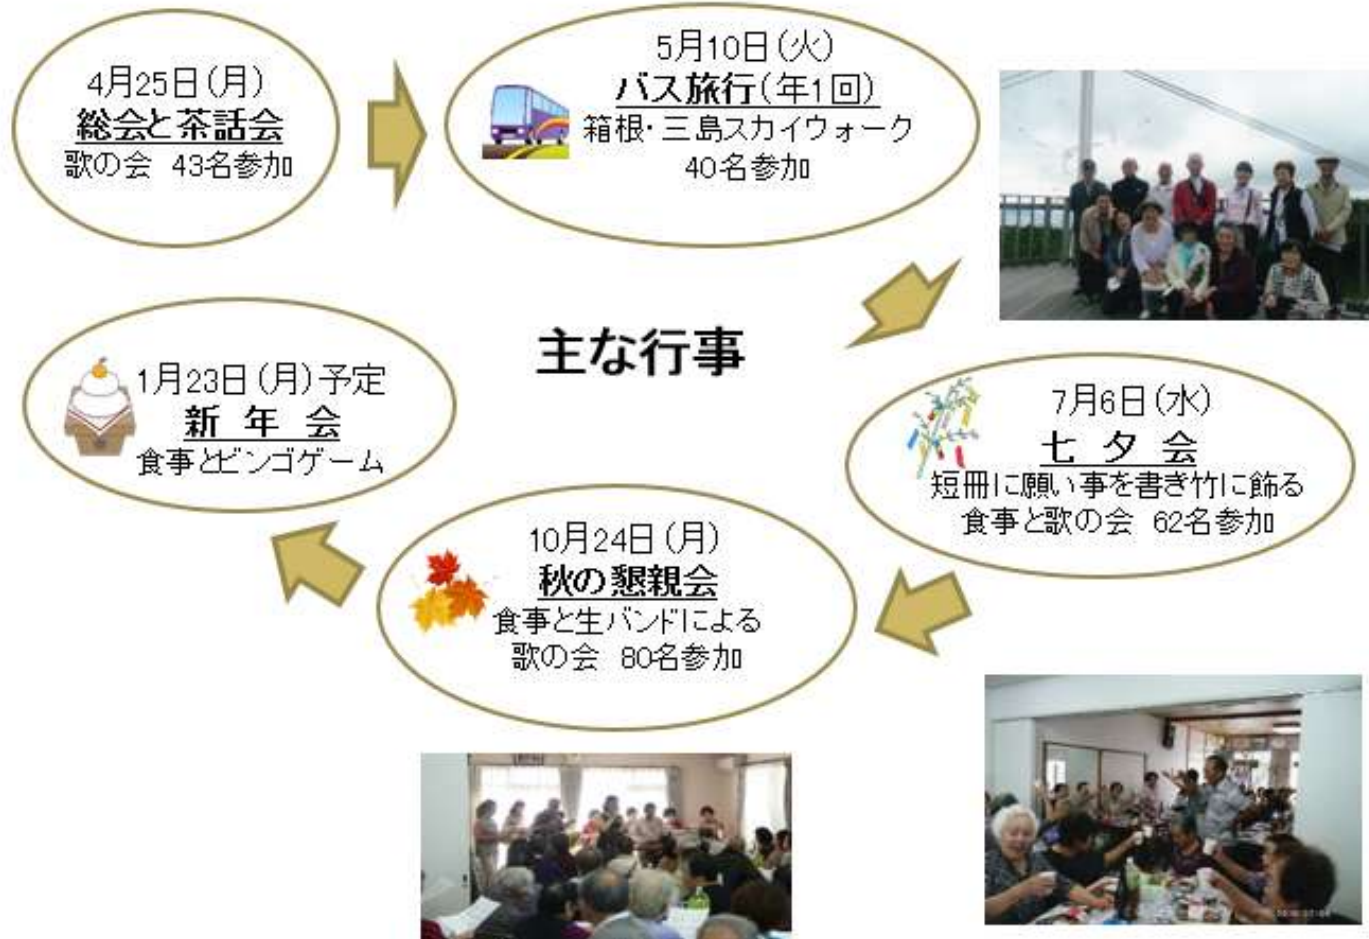 4月25日(月)
総会と茶話会
歌の会 43名参加
5月10日(火)
バス旅行(年1回)
箱根・三島スカイウォーク
40名参加
主な行事
7月6日(水)
七 夕 会
短冊に願い事を書き竹に飾る
食事と歌の会 62名参加
10月24日(月)
秋の懇親会
食事と生バンドによる
歌の会 80名参加
1月23日(月)予定
新 年 会
食事とビンゴゲーム